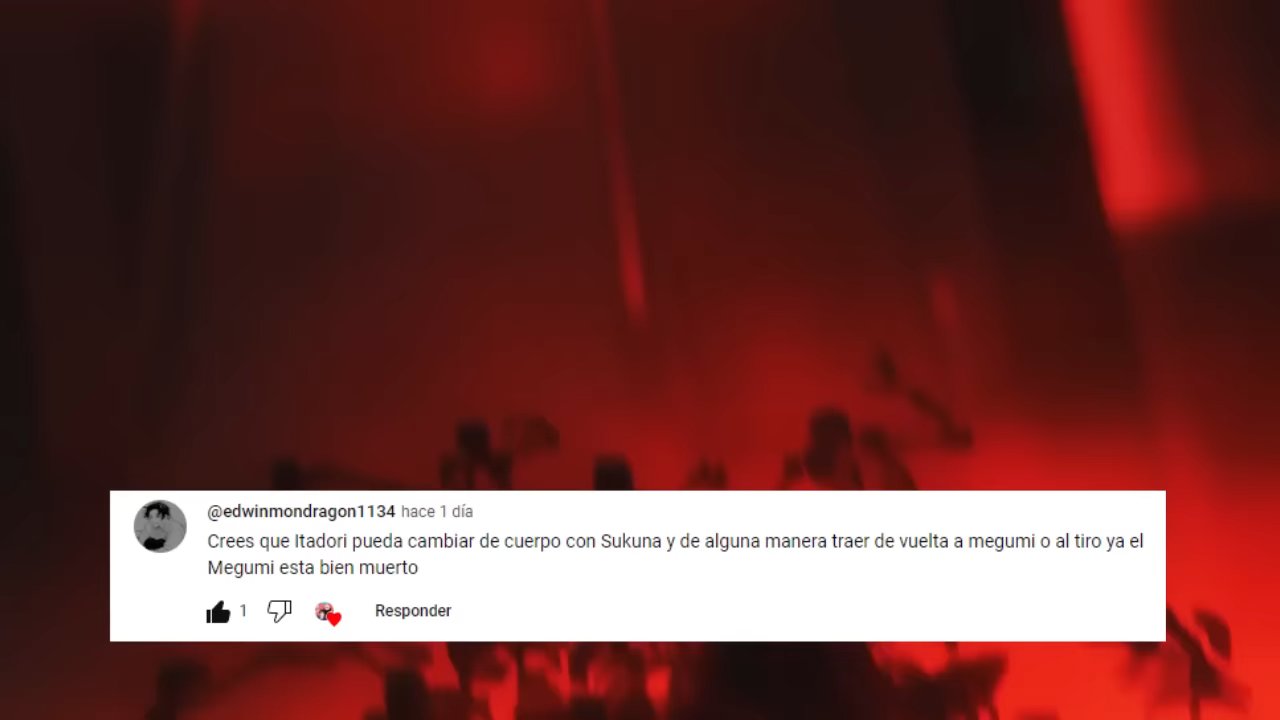 @edwinmondragon1134 hace 1 día
Crees que Itadori pueda cambiar de cuerpo con Sukuna y de alguna manera traer de vuelta a megumi o al tiro ya el
Megumi esta bien muerto
1 Responder